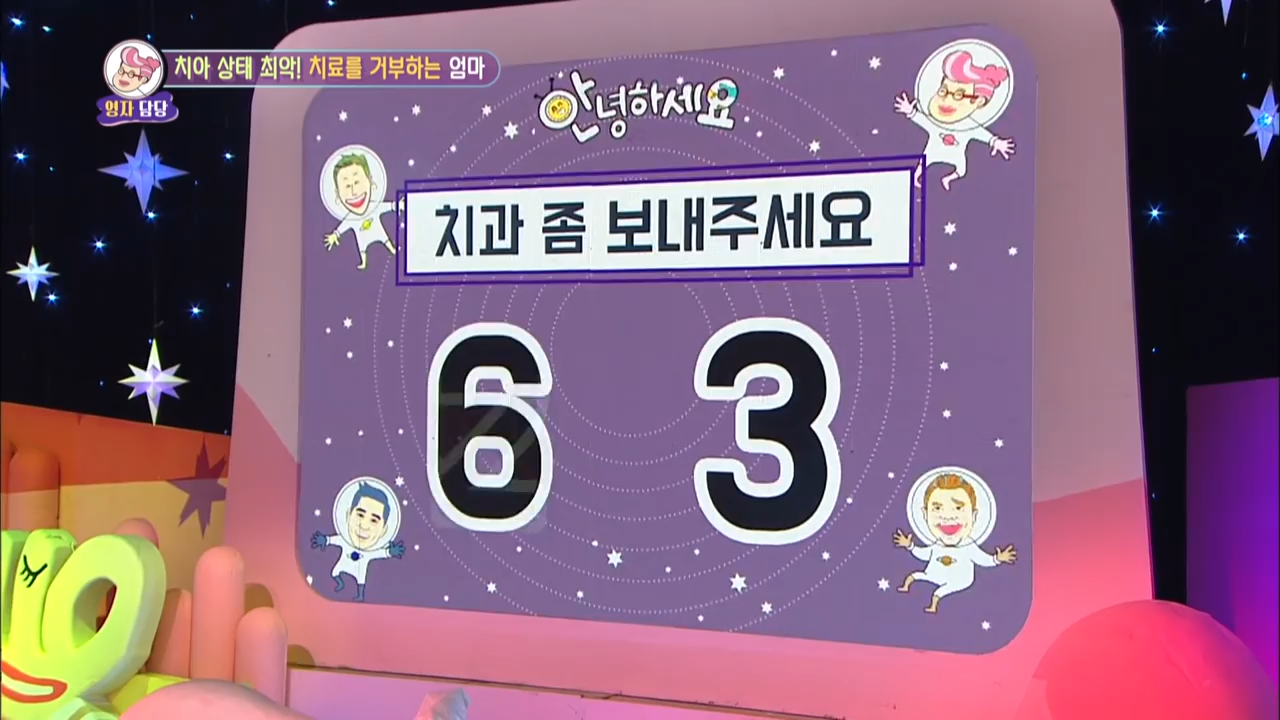 치아 상태 최악! 치료를 거부하는 엄마
영자 담당
안녕하세요
치과 좀 보내주세요
6 3